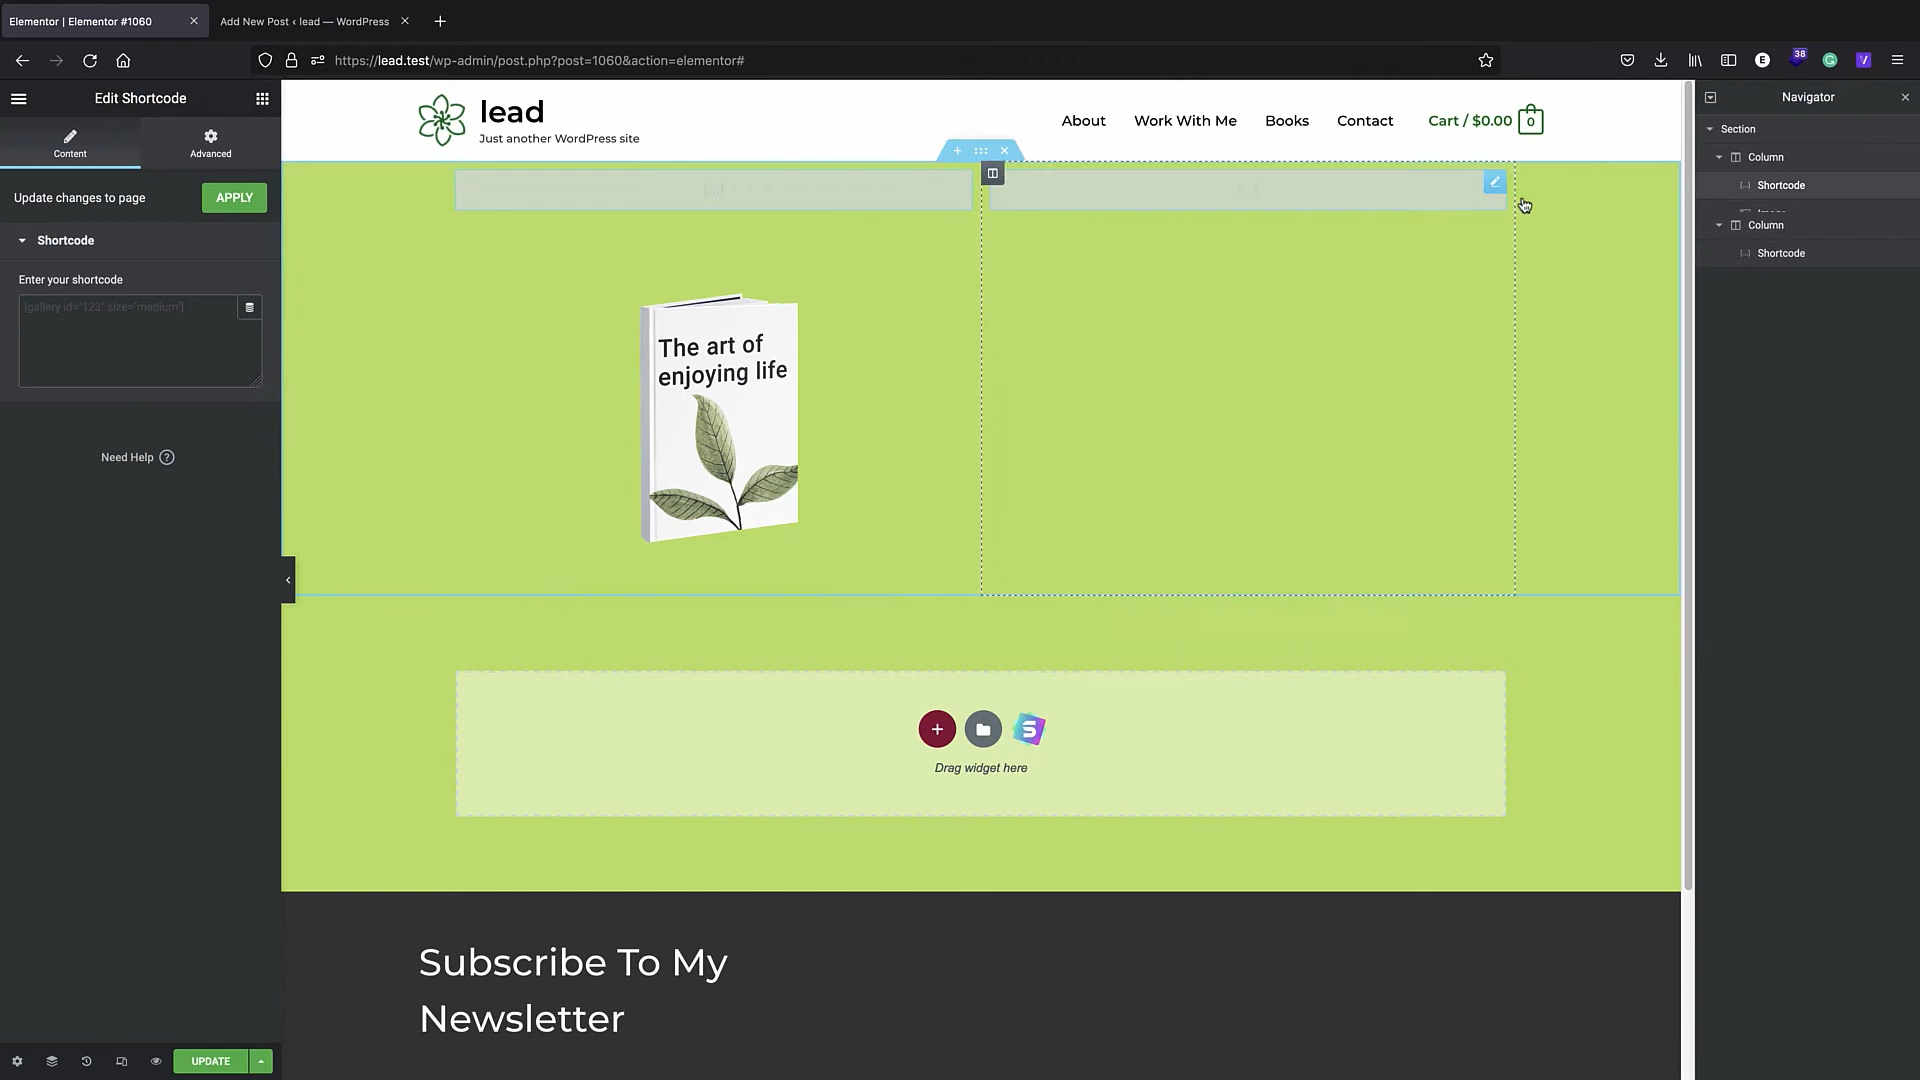 Elementor | Elementor #1060
Add New Post ‹ lead — WordPress
https://lead.test/wp-admin/post.php?post=1060&action=elementor#
38
E
G
V
Edit Shortcode
Content
Advanced
Update changes to page
APPLY
Shortcode
Enter your shortcode
[gallery id="123" size="medium"]
Need Help
UPDATE
lead
Just another WordPress site
About
Work With Me
Books
Contact
Cart / $0.00
0
The art of
enjoying life
Drag widget here
Subscribe To My
Newsletter
Navigator
Section
Column
Shortcode
Column
Shortcode